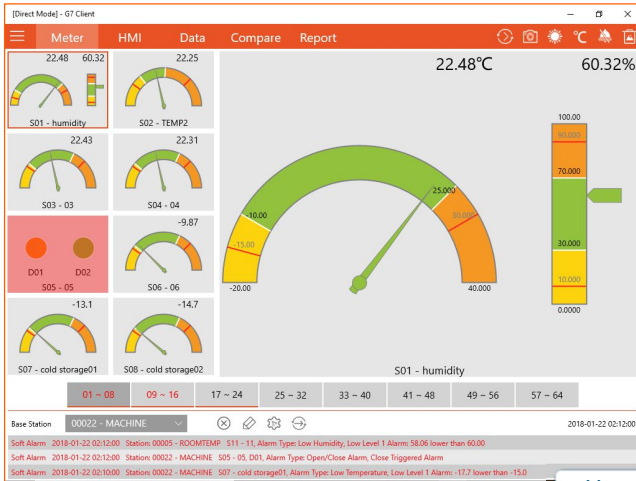 [Direct Mode] - G7 Client
Meter HMI Data Compare Report °C
22.48 60.32
S01 - humidity
22.25
S02 - TEMP2
22.43
S03 - 03
22.31
S04 - 04
D01 D02
S05 - 05
-9.87
S06 - 06
-13.1
S07 - cold storage01
-14.7
S08 - cold storage02
22.48℃ 60.32%
-20.00
-15.00
-10.00
25.000
30.000
40.000
100.00
90.000
70.000
30.000
10.000
0.0000
S01 - humidity
01 ~ 08 09 ~ 16 17 ~ 24 25 ~ 32 33 ~ 40 41 ~ 48 49 ~ 56 57 ~ 64
Base Station 00022 - MACHINE 2018-01-22 02:12:00
Soft Alarm 2018-01-22 02:12:00 Station: 00005 - ROOMTEMP S11 - 11, Alarm Type: Low Humidity, Low Level 1 Alarm: 58.06 lower than 60.00
Soft Alarm 2018-01-22 02:12:00 Station: 00022 - MACHINE S05 - 05, D01, Alarm Type: Open/Close Alarm, Close Triggered Alarm
Soft Alarm 2018-01-22 02:10:00 Station: 00022 - MACHINE S07 - cold storage01, Alarm Type: Low Temperature, Low Level 1 Alarm: -17.7 lower than -15.0